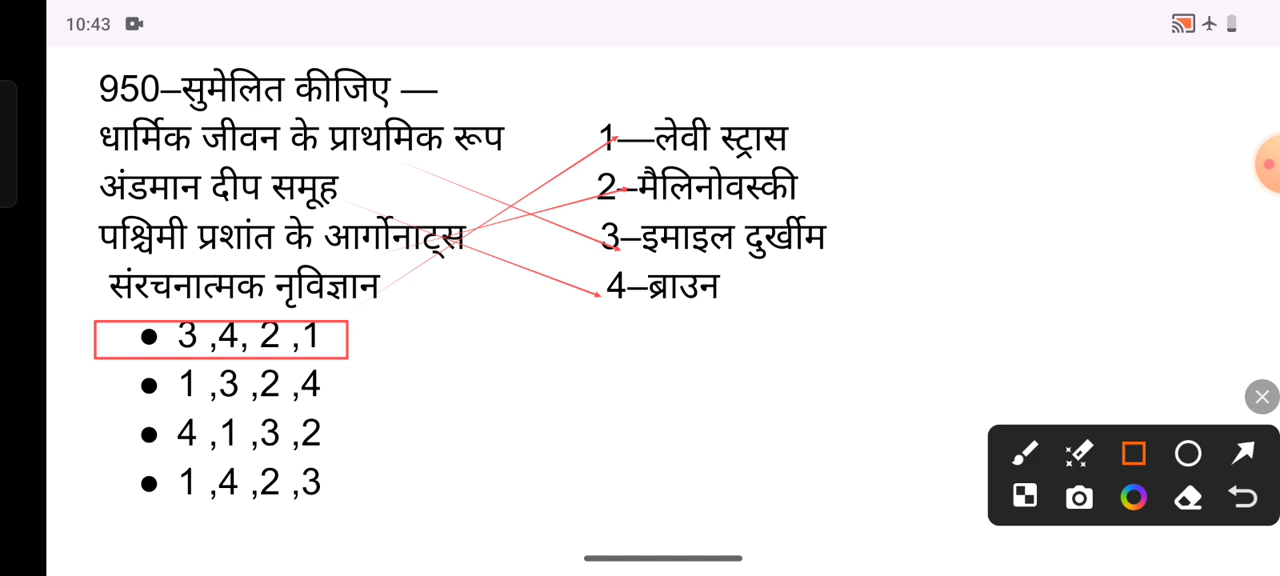 10:43
950–सुमेलित कीजिए —
धार्मिक जीवन के प्राथमिक रूप 1—लेवी स्ट्रास
अंडमान दीप समूह 2–मैलिनोवस्की
पश्चिमी प्रशांत के आर्गोनाट्स 3–इमाइल दुर्खीम
संरचनात्मक नृविज्ञान 4–ब्राउन
● 3 ,4, 2 ,1
● 1 ,3 ,2 ,4
● 4 ,1 ,3 ,2
● 1 ,4 ,2 ,3